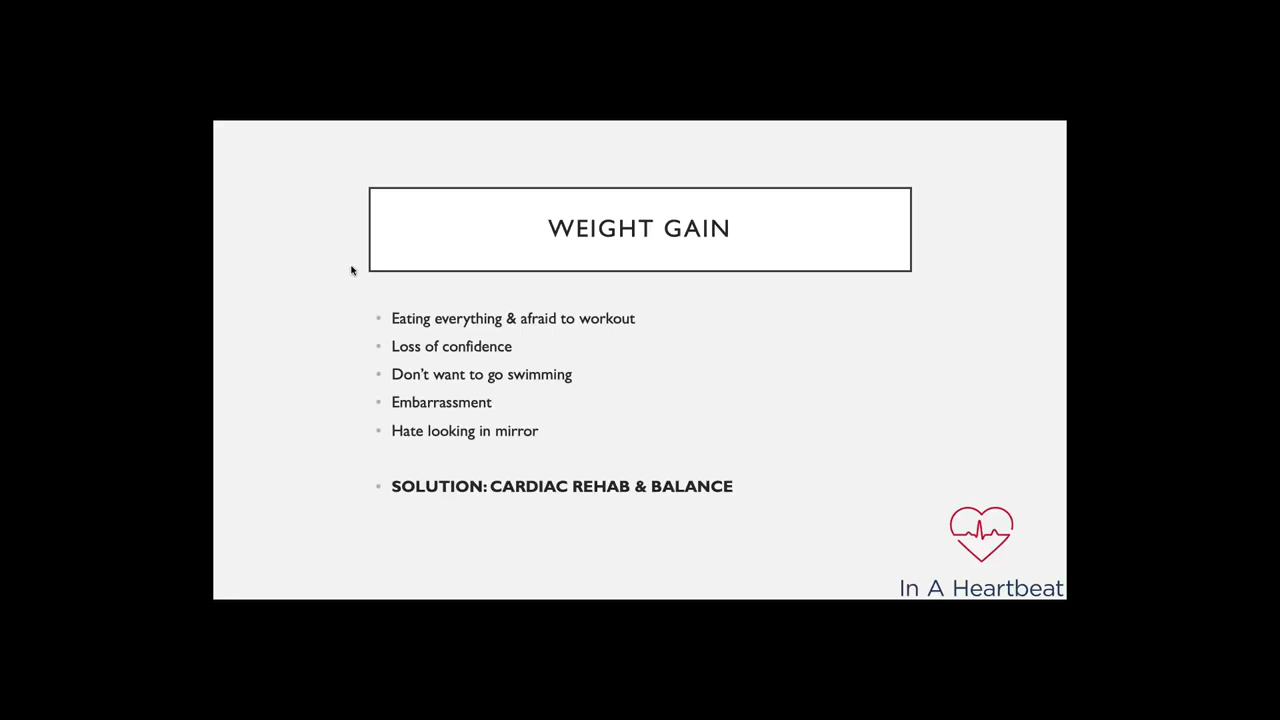 WEIGHT GAIN
Eating everything & afraid to workout
Loss of confidence
Don't want to go swimming
Embarrassment
Hate looking in mirror
SOLUTION: CARDIAC REHAB & BALANCE
In A Heartbeat